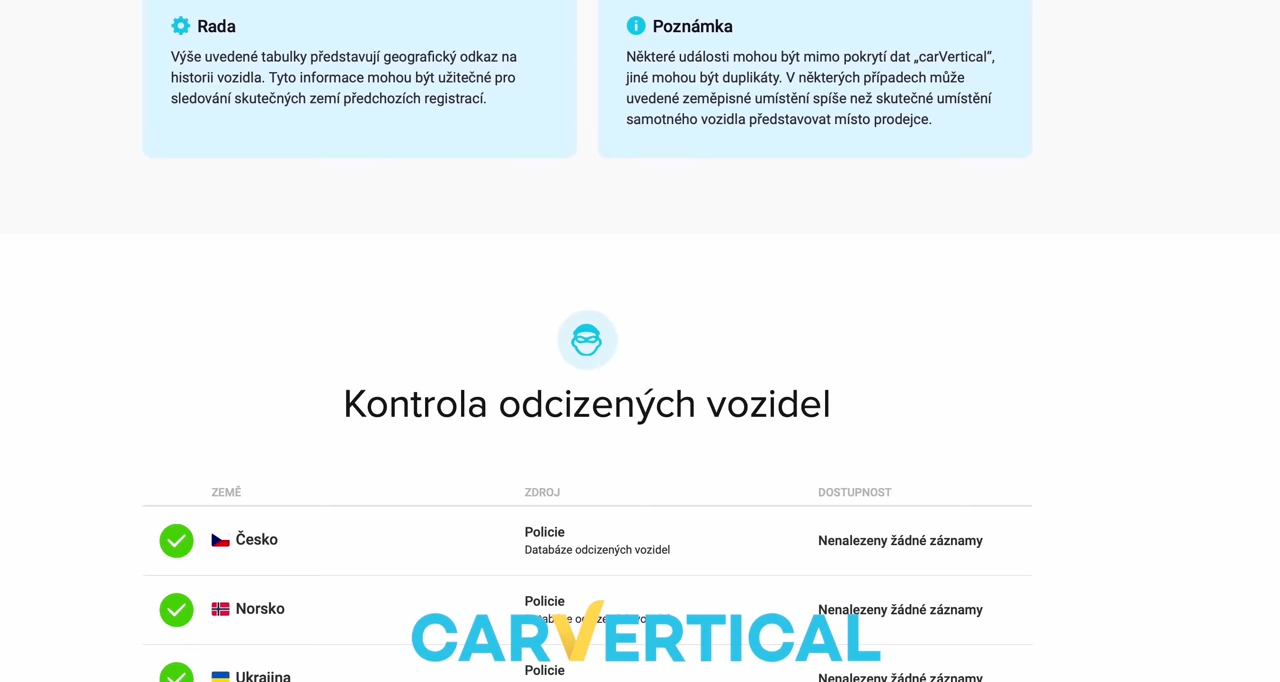 Rada
Výše uvedené tabulky představují geografický odkaz na
historii vozidla. Tyto informace mohou být užitečné pro
sledování skutečných zemí předchozích registrací.
Poznámka
Některé události mohou být mimo pokrytí dat „carVertical“,
jiné mohou být duplikáty. V některých případech může
uvedené zeměpisné umístění spíše než skutečné umístění
samotného vozidla představovat místo prodejce.
Kontrola odcizených vozidel
ZEMĚ ZDROJ DOSTUPNOST
Česko Policie Nenalezeny žádné záznamy
Databáze odcizených vozidel
Norsko Policie Nenalezeny žádné záznamy
CARVERTICAL
Ukrajina Policie Nenalezeny žádné záznamy